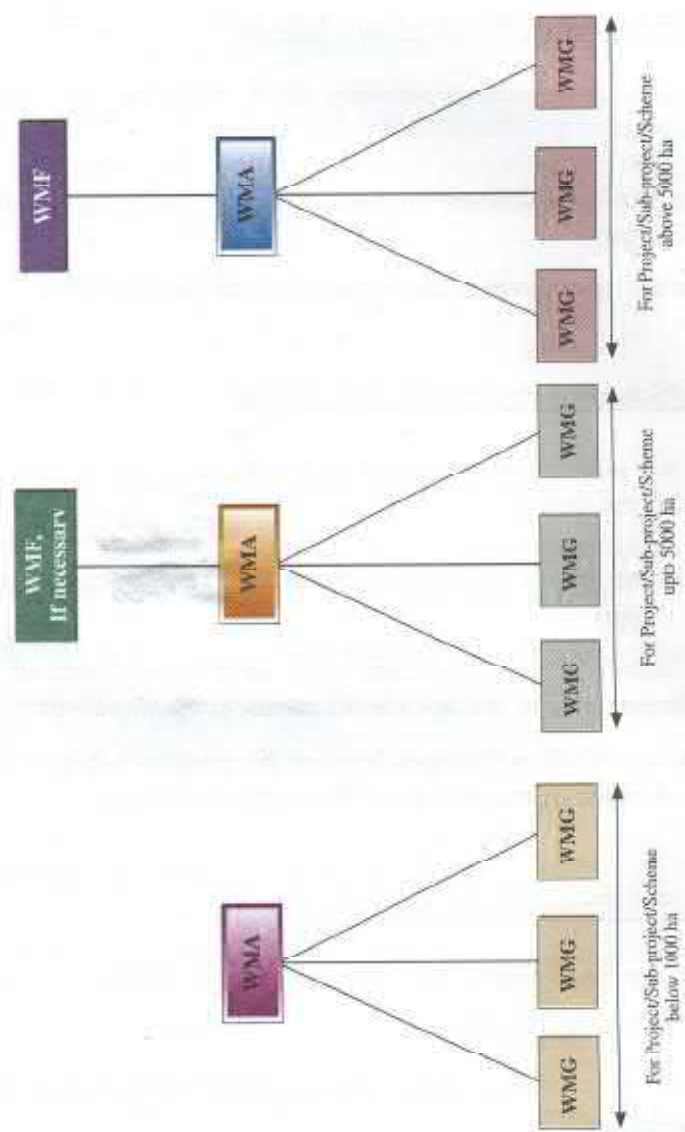 WMF
WMF,
If necessary
WMA
WMA
WMA
WMG
WMG
WMG
WMG
WMG
WMG
WMG
WMG
WMG
For Project/Sub-project/Scheme
below 1000 ha
For Project/Sub-project/Scheme
upto 5000 ha
For Project/Sub-project/Scheme
above 5000 ha